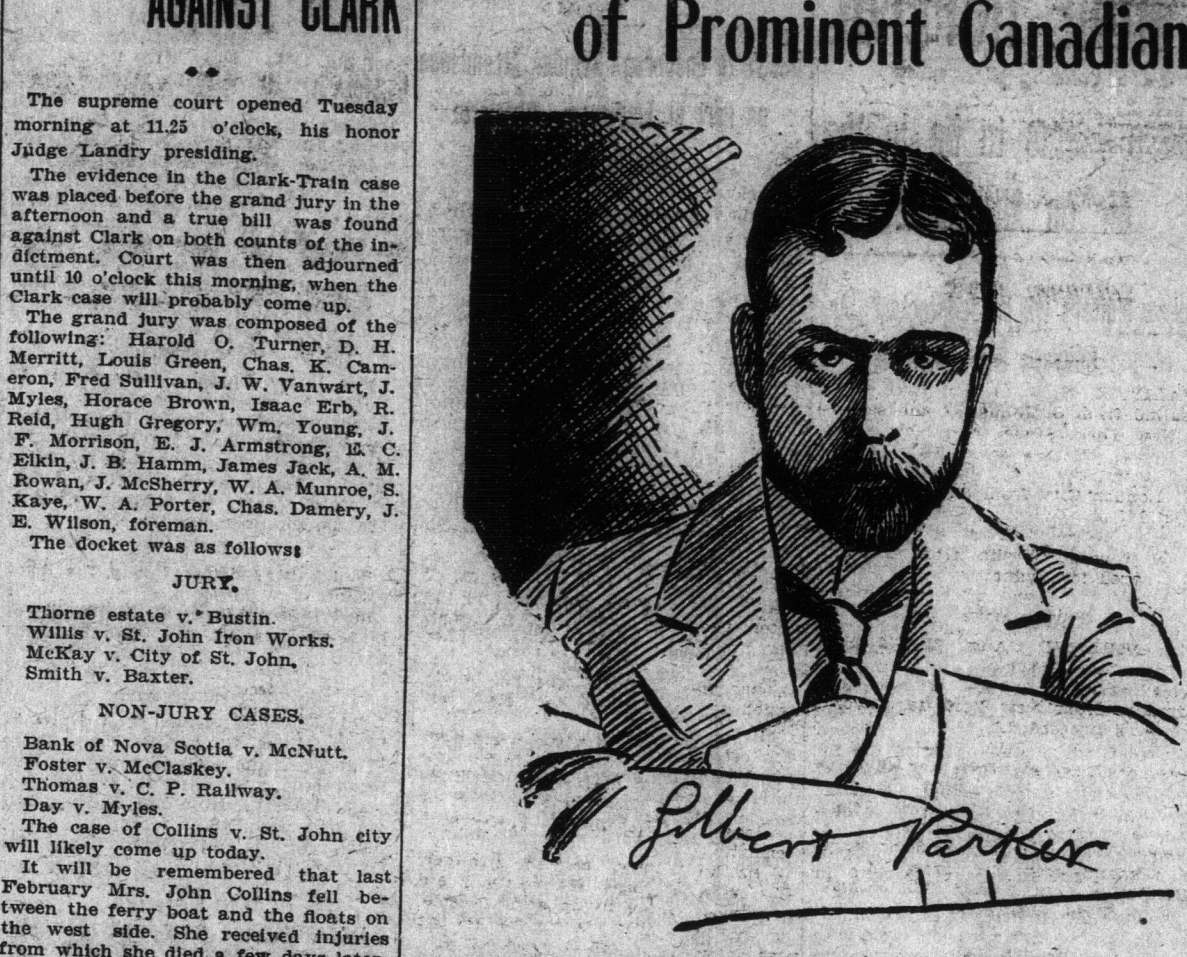 AGAINST CLARK
The supreme court opened Tuesday
morning at 11.25 o'clock, his honor
Judge Landry presiding.
The evidence in the Clark-Train case
was placed before the grand jury in the
afternoon and a true bill was found
against Clark on both counts of the in-
dictment. Court was then adjourned
until 10 o'clock this morning, when the
Clark case will probably come up.
The grand jury was composed of the
following: Harold O. Turner, D. H.
Merritt, Louis Green, Chas. K. Cam-
eron, Fred Sullivan, J. W. Vanwart, J.
Myles, Horace Brown, Isaac Erb, R.
Reid, Hugh Gregory, Wm. Young, J.
F. Morrison, E. J. Armstrong, E. C.
Elkin, J. B. Hamm, James Jack, A. M.
Rowan, J. McSherry, W. A. Munroe, S.
Kaye, W. A. Porter, Chas. Damery, J.
E. Wilson, foreman.
The docket was as follows:
JURY.
Thorne estate v. Bustin.
Willis v. St. John Iron Works.
McKay v. City of St. John.
Smith v. Baxter.
NON-JURY CASES.
Bank of Nova Scotia v. McNutt.
Foster v. McClaskey.
Thomas v. C. P. Railway.
Day v. Myles.
The case of Collins v. St. John city
will likely come up today.
It will be remembered that last
February Mrs. John Collins fell be-
tween the ferry boat and the floats on
the west side. She received injuries
from which she died a few days later.
of Prominent Canadian
Gilbert Parker